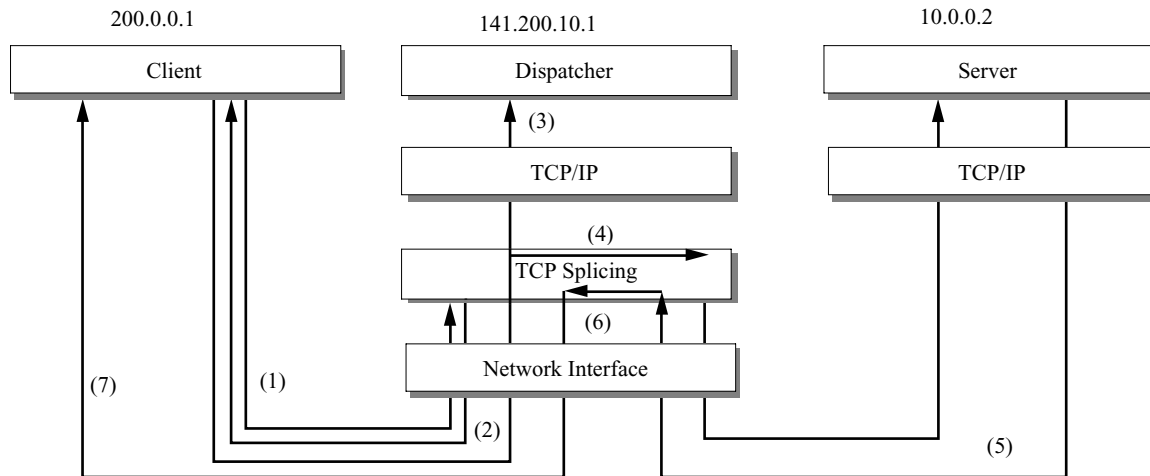 200.0.0.1
141.200.10.1
10.0.0.2
Client
Dispatcher
Server
(3)
TCP/IP
TCP/IP
(4)
TCP Splicing
(6)
Network Interface
(7)
(1)
(2)
(5)